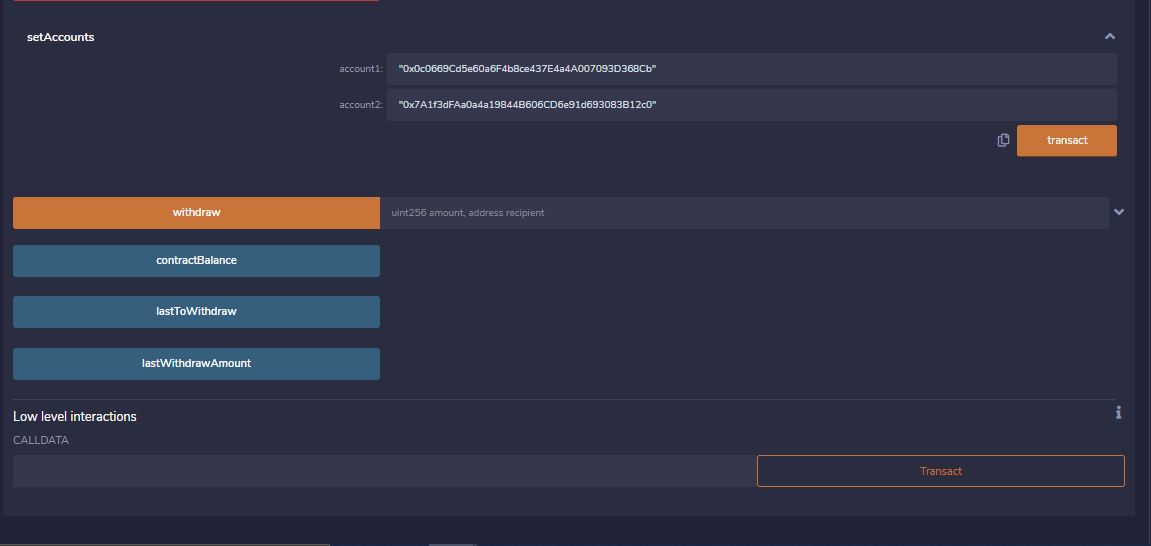 setAccounts
account1: "0x0c0669Cd5e60a6F4b8ce437E4a4A007093D368Cb"
account2: "0x7A1f3dFAa0a4a19844B606CD6e91d693083B12c0"
transact
withdraw uint256 amount, address recipient
contractBalance
lastToWithdraw
lastWithdrawAmount
Low level interactions
CALLDATA
Transact